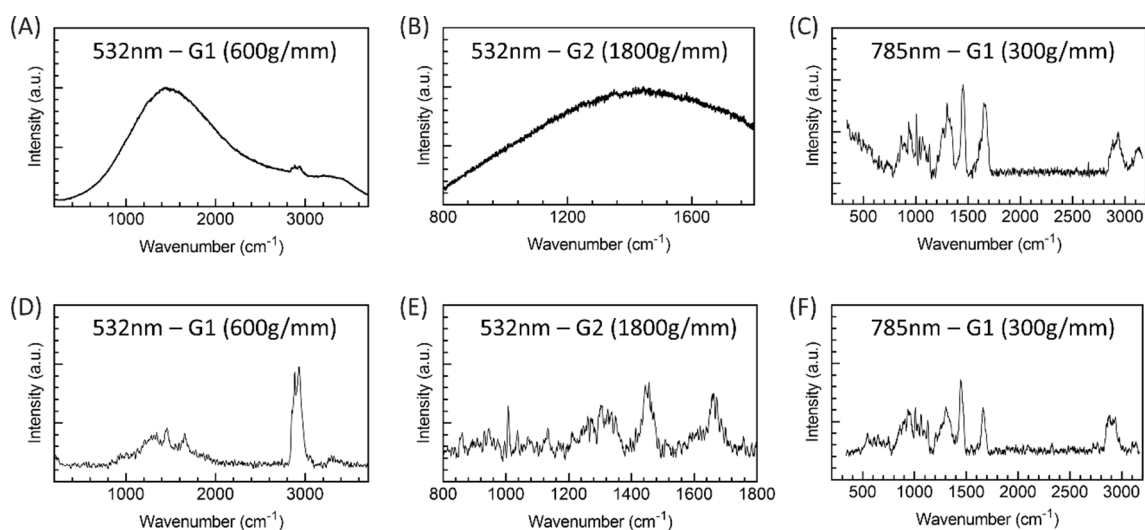 (A)
532nm – G1 (600g/mm)
Intensity (a.u.)
1000 2000 3000
Wavenumber (cm-1)
(B)
532nm – G2 (1800g/mm)
Intensity (a.u.)
800 1200 1600
Wavenumber (cm-1)
(C)
785nm – G1 (300g/mm)
Intensity (a.u.)
500 1000 1500 2000 2500 3000
Wavenumber (cm-1)
(D)
532nm – G1 (600g/mm)
Intensity (a.u.)
1000 2000 3000
Wavenumber (cm-1)
(E)
532nm – G2 (1800g/mm)
Intensity (a.u.)
800 1000 1200 1400 1600 1800
Wavenumber (cm-1)
(F)
785nm – G1 (300g/mm)
Intensity (a.u.)
500 1000 1500 2000 2500 3000
Wavenumber (cm-1)